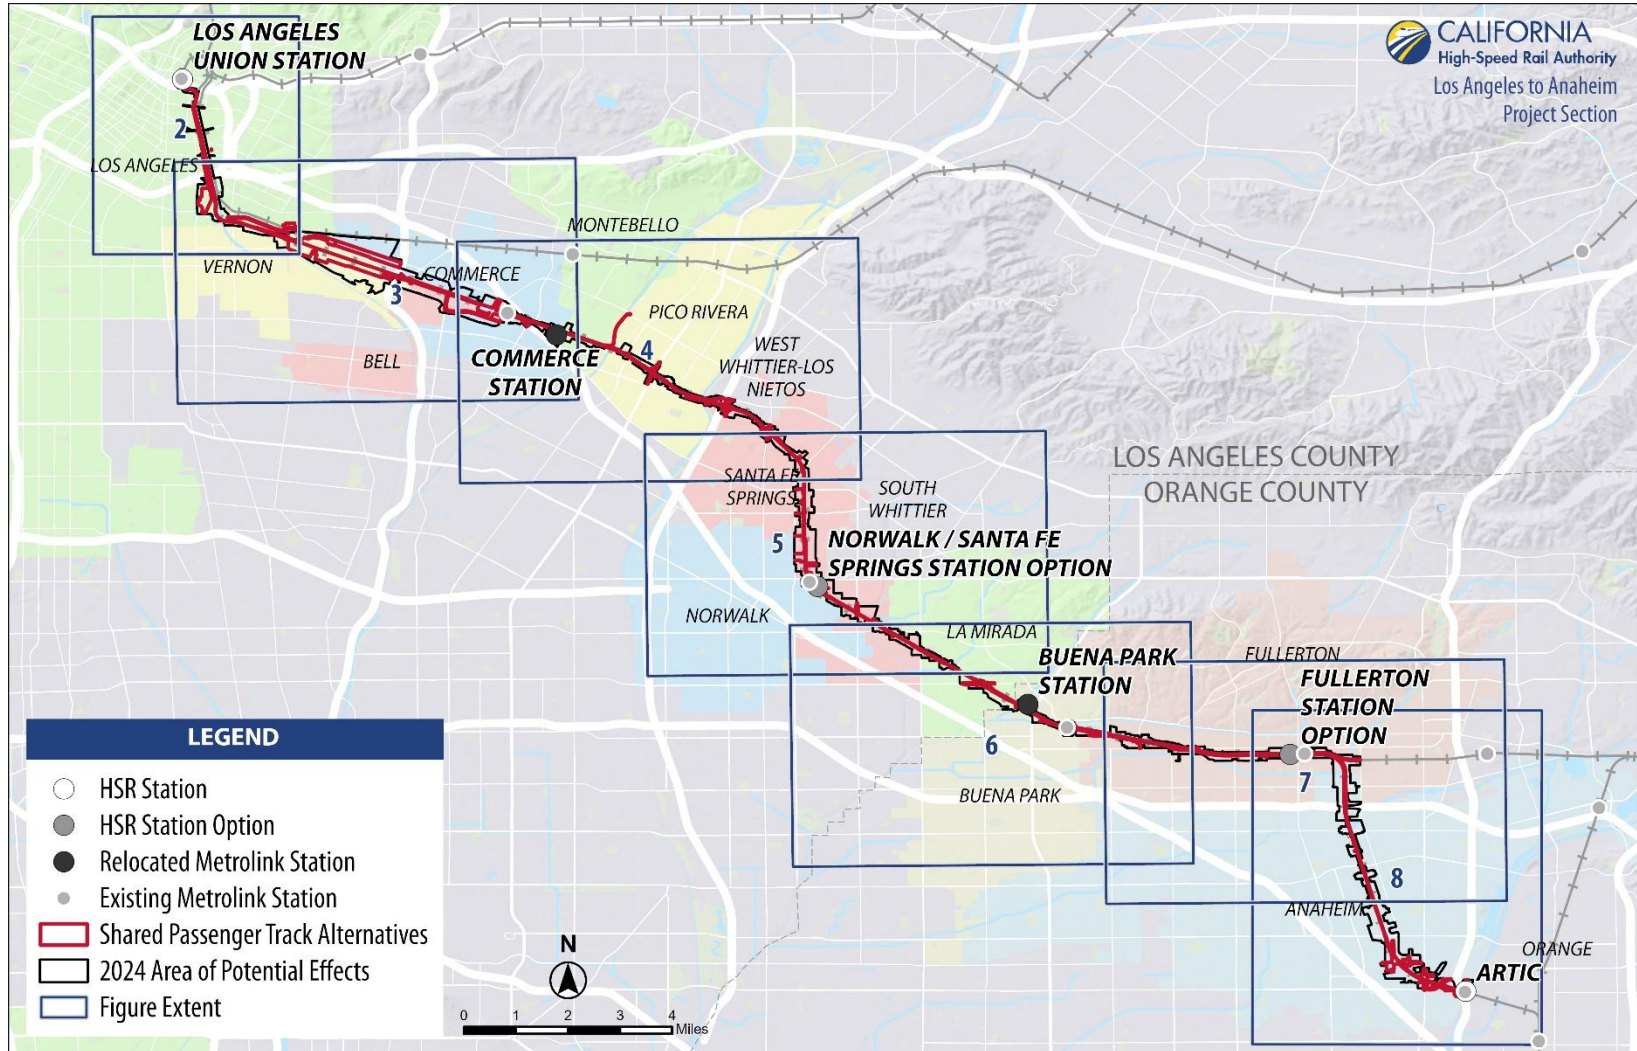 LOS ANGELES
UNION STATION
CALIFORNIA
High-Speed Rail Authority
Los Angeles to Anaheim
Project Section
2
LOS ANGELES
MONTEBELLO
VERNON
COMMERCE
3
PICO RIVERA
BELL
COMMERCE
STATION
4
WEST
WHITTIER-LOS
NIETOS
LOS ANGELES COUNTY
ORANGE COUNTY
SANTA FE
SPRINGS
SOUTH
WHITTIER
5
NORWALK / SANTA FE
SPRINGS STATION OPTION
NORWALK
LA MIRADA
BUENA PARK
STATION
FULLERTON
FULLERTON
STATION
OPTION
6
7
BUENA PARK
8
ANAHEIM
ORANGE
ARTIC
LEGEND
HSR Station
HSR Station Option
Relocated Metrolink Station
Existing Metrolink Station
Shared Passenger Track Alternatives
2024 Area of Potential Effects
Figure Extent
N
0 1 2 3 4
Miles